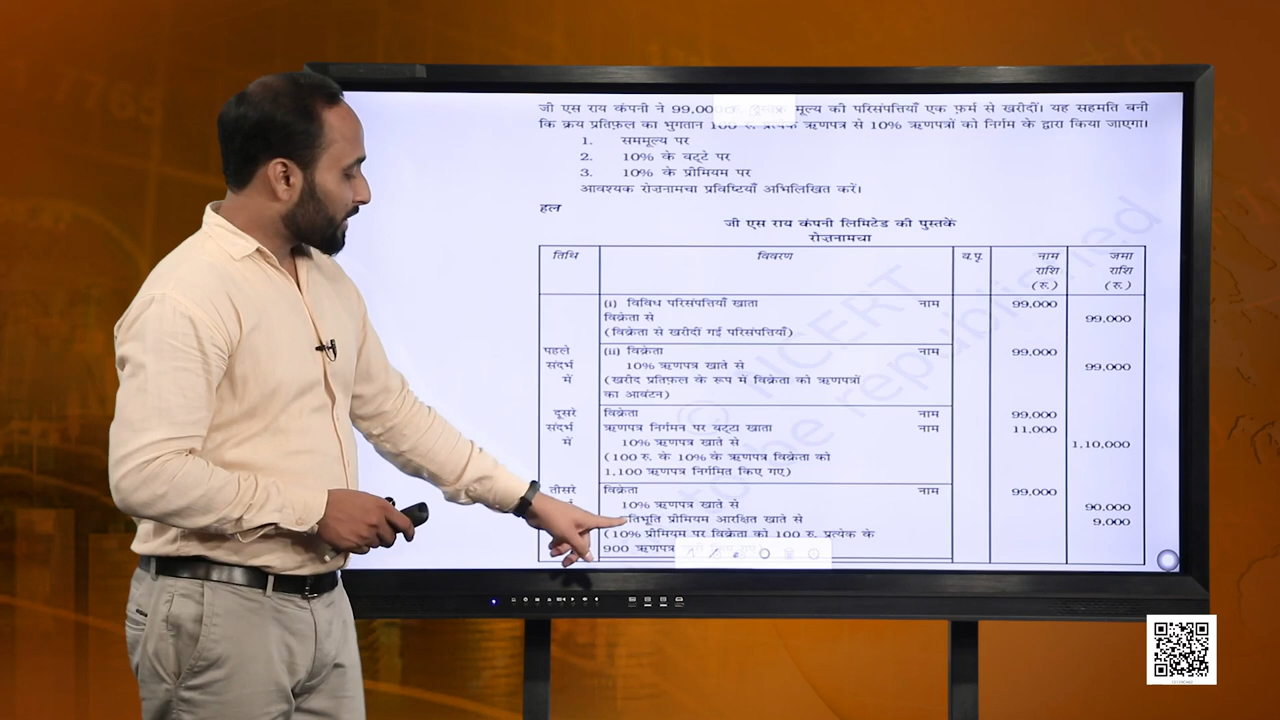 जी एस राय कंपनी ने 99,000 रु. पुस्तक मूल्य की परिसंपत्तियाँ एक फ़र्म से खरीदीं। यह सहमति बनी
कि क्रय प्रतिफ़ल का भुगतान 100 रु. प्रत्येक ऋणपत्र से 10% ऋणपत्रों को निर्गम के द्वारा किया जाएगा।
1. सममूल्य पर
2. 10% के बट्टे पर
3. 10% के प्रीमियम पर
आवश्यक रोज़नामचा प्रविष्टियाँ अभिलिखित करें।
हल
जी एस राय कंपनी लिमिटेड की पुस्तकें
रोज़नामचा
तिथि विवरण ब.पृ. नाम राशि (रु.) जमा राशि (रु.)
(i) विविध परिसंपत्तियाँ खाता नाम 99,000
विक्रेता से 99,000
(विक्रेता से खरीदी गई परिसंपत्तियाँ)
पहले (ii) विक्रेता नाम 99,000
संदर्भ 10% ऋणपत्र खाते से 99,000
में (खरीद प्रतिफ़ल के रूप में विक्रेता को ऋणपत्रों
का आवंटन)
दूसरे विक्रेता नाम 99,000
संदर्भ ऋणपत्र निर्गमन पर बट्टा खाता नाम 11,000
में 10% ऋणपत्र खाते से 1,10,000
(100 रु. के 10% के ऋणपत्र विक्रेता को
1,100 ऋणपत्र निर्गमित किए गए)
तीसरे विक्रेता नाम 99,000
10% ऋणपत्र खाते से 90,000
प्रतिभूति प्रीमियम आरक्षित खाते से 9,000
(10% प्रीमियम पर विक्रेता को 100 रु. प्रत्येक के
900 ऋणपत्र
© NCERT
to be republished